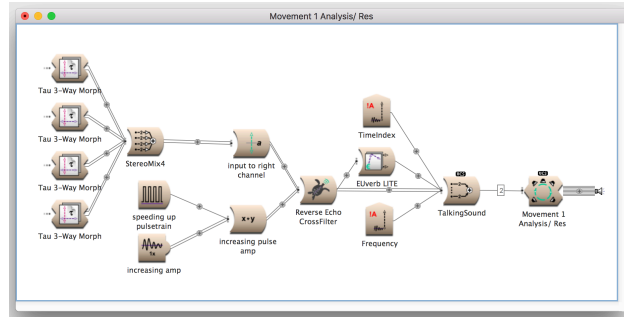 Movement 1 Analysis/ Res
Tau 3-Way Morph
Tau 3-Way Morph
Tau 3-Way Morph
Tau 3-Way Morph
StereoMix4
a
input to right
channel
speeding up
pulsetrain
1x
increasing amp
x+y
increasing pulse
amp
Reverse Echo
CrossFilter
!A
TimeIndex
EUverb LITE
!A
Frequency
TalkingSound
2
Movement 1
Analysis/ Res